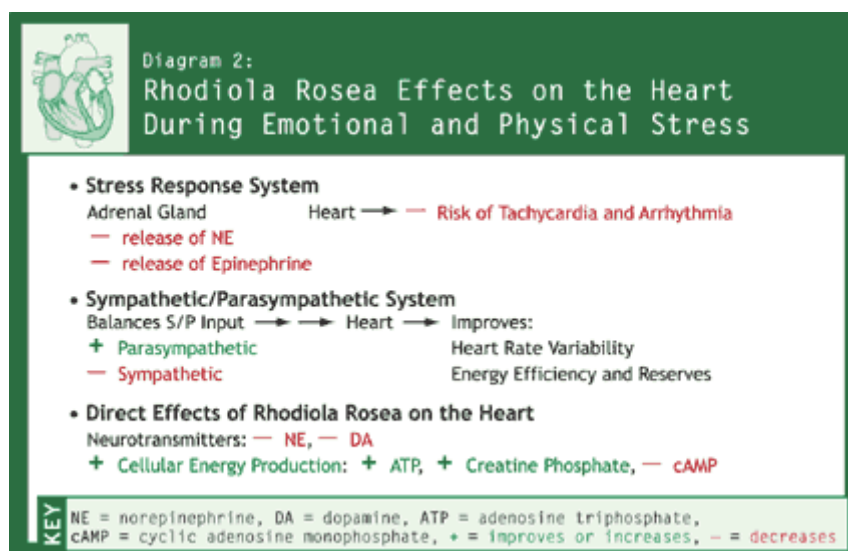 Diagram 2:
Rhodiola Rosea Effects on the Heart
During Emotional and Physical Stress
• Stress Response System
Adrenal Gland Heart → − Risk of Tachycardia and Arrhythmia
− release of NE
− release of Epinephrine
• Sympathetic/Parasympathetic System
Balances S/P Input → → Heart → Improves:
+ Parasympathetic Heart Rate Variability
− Sympathetic Energy Efficiency and Reserves
• Direct Effects of Rhodiola Rosea on the Heart
Neurotransmitters: − NE, − DA
+ Cellular Energy Production: + ATP, + Creatine Phosphate, − cAMP
KEY
NE = norepinephrine, DA = dopamine, ATP = adenosine triphosphate,
cAMP = cyclic adenosine monophosphate, + = improves or increases, − = decreases